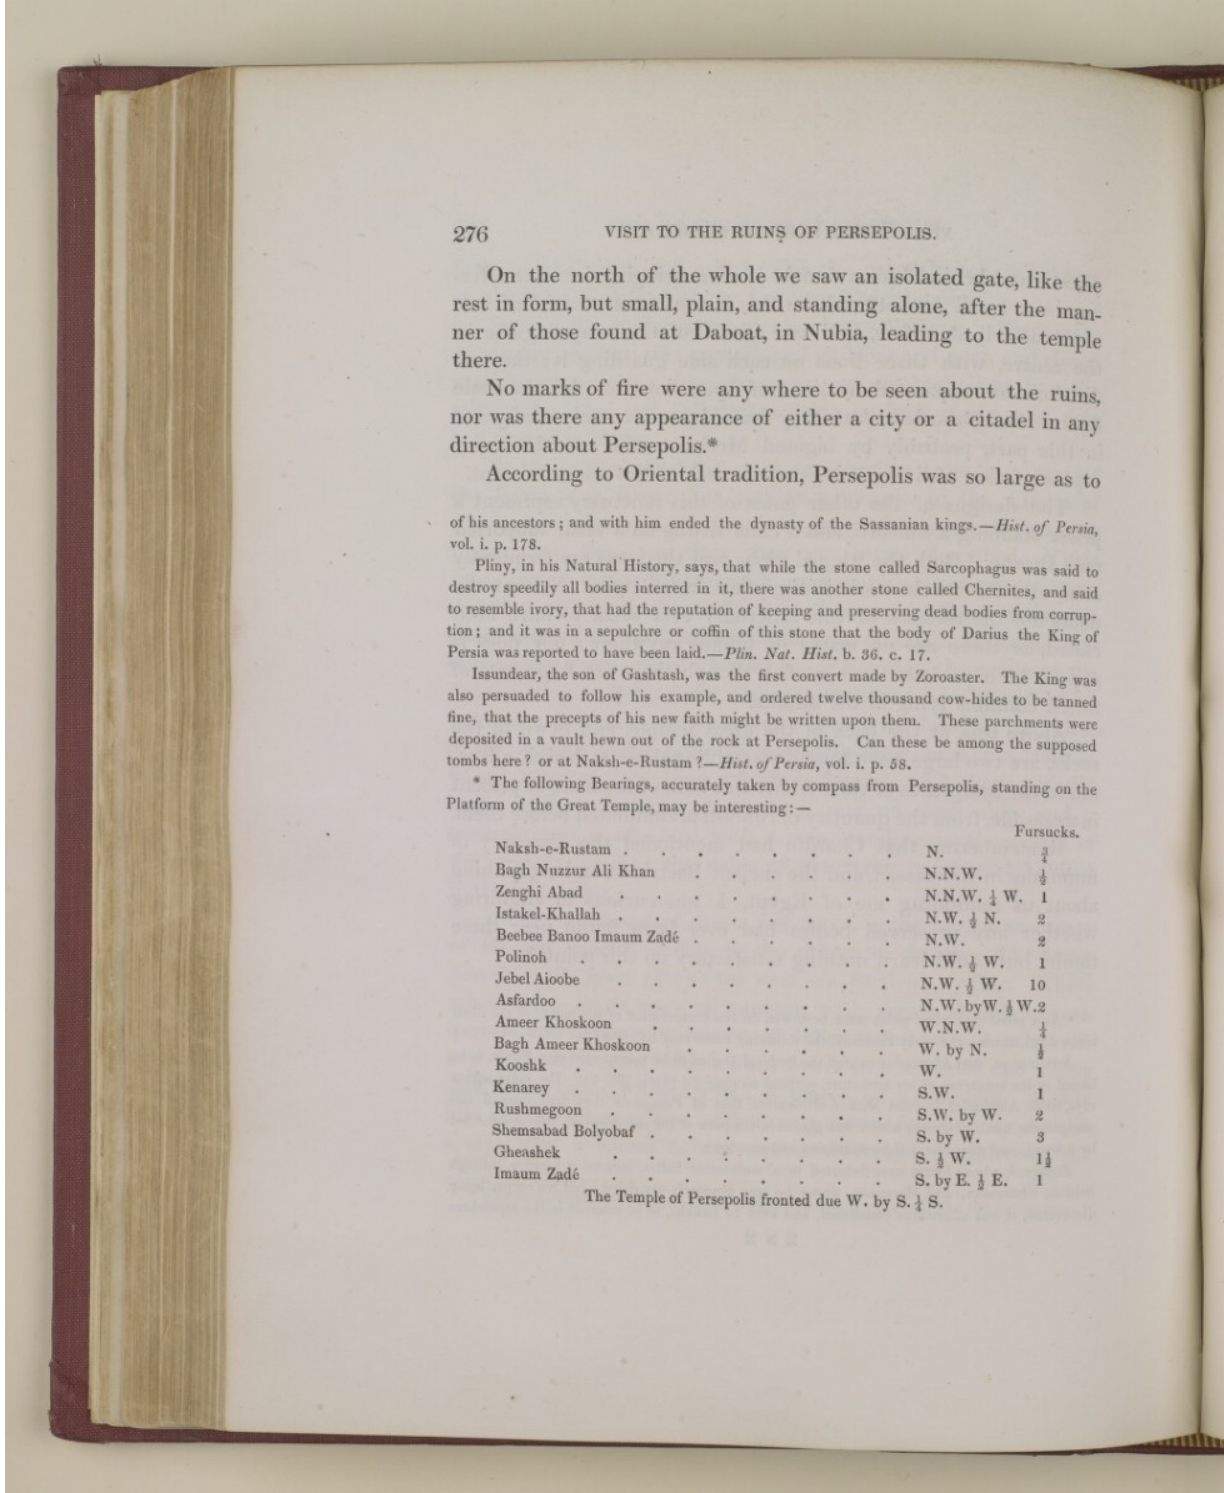 276 VISIT TO THE RUINS OF PERSEPOLIS.
On the north of the whole we saw an isolated gate, like the
rest in form, but small, plain, and standing alone, after the man-
ner of those found at Daboat, in Nubia, leading to the temple
there.
No marks of fire were any where to be seen about the ruins,
nor was there any appearance of either a city or a citadel in any
direction about Persepolis.*
According to Oriental tradition, Persepolis was so large as to
of his ancestors; and with him ended the dynasty of the Sassanian kings.—Hist. of Persia,
vol. i. p. 178.
Pliny, in his Natural History, says, that while the stone called Sarcophagus was said to
destroy speedily all bodies interred in it, there was another stone called Chernites, and said
to resemble ivory, that had the reputation of keeping and preserving dead bodies from corrup-
tion; and it was in a sepulchre or coffin of this stone that the body of Darius the King of
Persia was reported to have been laid.—Plin. Nat. Hist. b. 36. c. 17.
Issundear, the son of Gashtash, was the first convert made by Zoroaster. The King was
also persuaded to follow his example, and ordered twelve thousand cow-hides to be tanned
fine, that the precepts of his new faith might be written upon them. These parchments were
deposited in a vault hewn out of the rock at Persepolis. Can these be among the supposed
tombs here? or at Naksh-e-Rustam?—Hist. of Persia, vol. i. p. 58.
* The following Bearings, accurately taken by compass from Persepolis, standing on the
Platform of the Great Temple, may be interesting:—
Fursucks.
Naksh-e-Rustam . . . . . . . . N. ¾
Bagh Nuzzur Ali Khan . . . . . . N.N.W. ½
Zenghi Abad . . . . . . . . N.N.W. ¼ W. 1
Istakel-Khallah . . . . . . . . N.W. ½ N. 2
Beebee Banoo Imaum Zadé . . . . . . N.W. 2
Polinoh . . . . . . . . . N.W. ½ W. 1
Jebel Aioobe . . . . . . . . N.W. ½ W. 10
Asfardoo . . . . . . . . . N.W. by W. ½ W. 2
Ameer Khoskoon . . . . . . . W.N.W. ¼
Bagh Ameer Khoskoon . . . . . . W. by N. ½
Kooshk . . . . . . . . . W. 1
Kenarey . . . . . . . . . S.W. 1
Rushmegoon . . . . . . . . S.W. by W. 2
Shemsabad Bolyobaf . . . . . . . S. by W. 3
Gheashek . . . . . . . . S. ½ W. 1½
Imaum Zadé . . . . . . . . S. by E. ½ E. 1
The Temple of Persepolis fronted due W. by S. ¼ S.